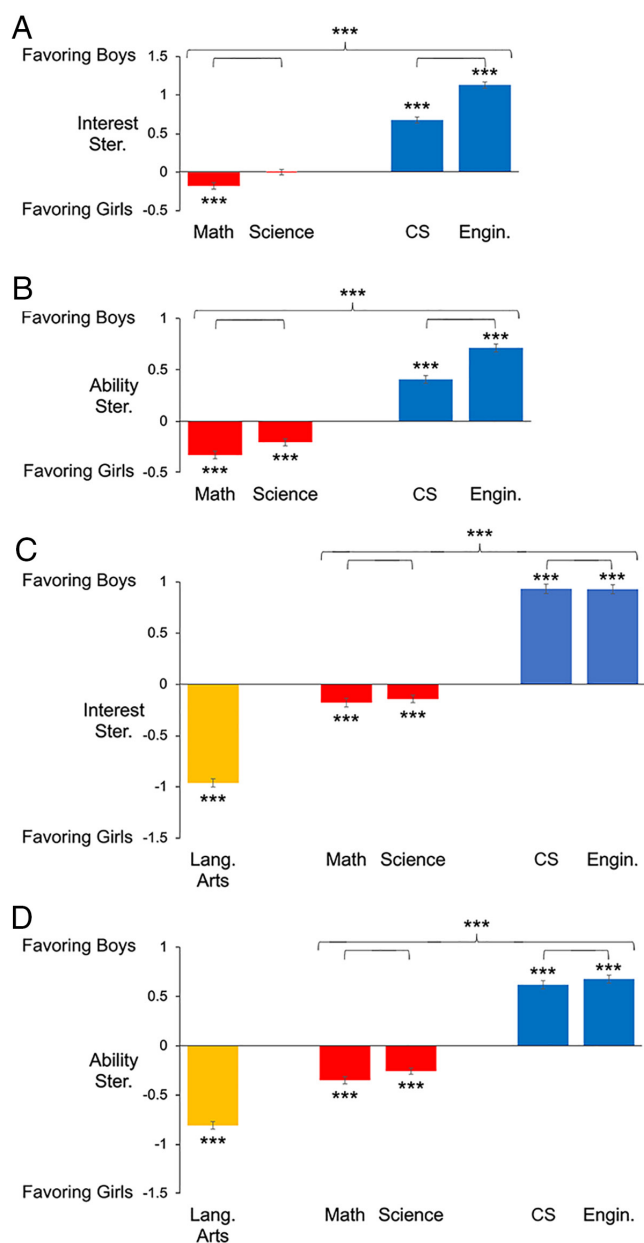 A
***
Favoring Boys 1.5
***
1
***
Interest
Ster. 0.5
0
***
Favoring Girls -0.5
Math Science CS Engin.
B
***
Favoring Boys 1
***
***
0.5
Ability
Ster.
0
***
***
Favoring Girls -0.5
Math Science CS Engin.
C
***
Favoring Boys 1
*** ***
0.5
0
Interest
Ster. -0.5
*** ***
-1
***
Favoring Girls -1.5
Lang. Math Science CS Engin.
Arts
D
***
Favoring Boys 1
*** ***
0.5
0
Ability
Ster.
-0.5
*** ***
-1
***
Favoring Girls -1.5
Lang. Math Science CS Engin.
Arts